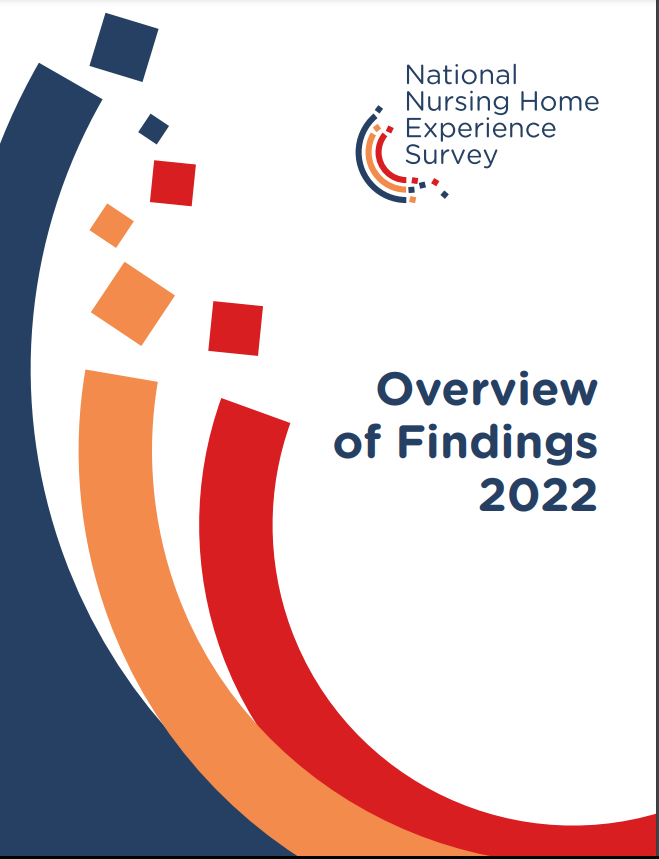 National
Nursing Home
Experience
Survey
Overview
of Findings
2022